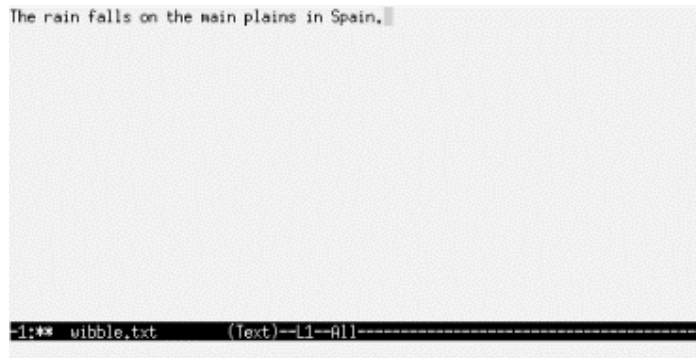 The rain falls on the main plains in Spain.
-1:** wibble.txt (Text)--L1--All--------------------------------------